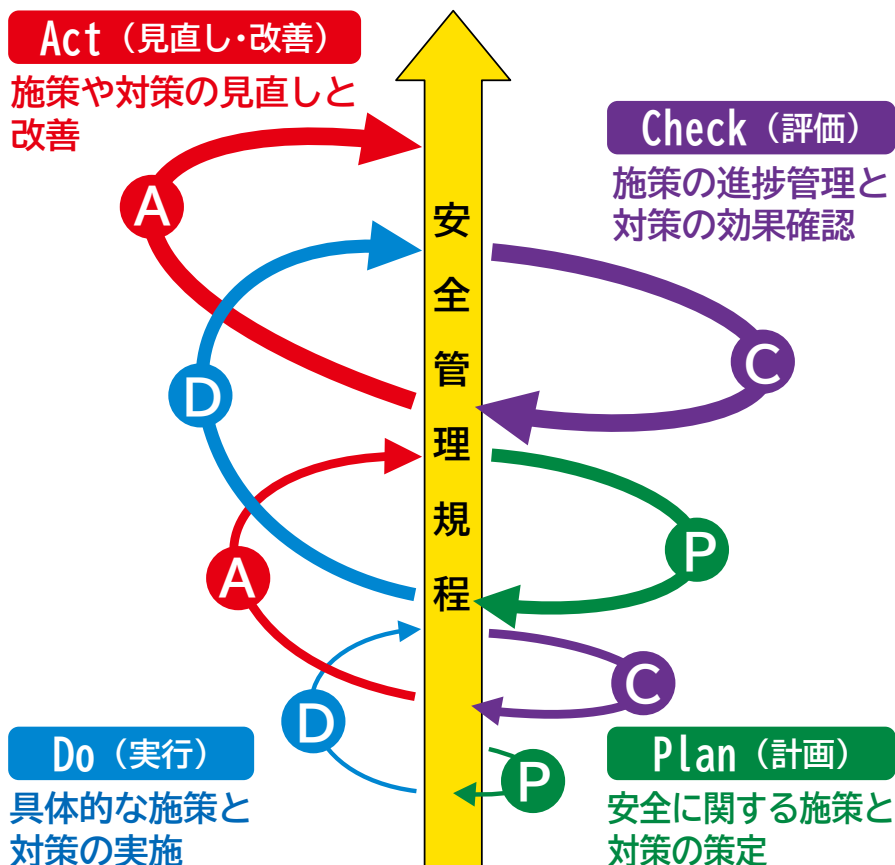 Act（見直し・改善）
施策や対策の見直しと
改善
Check（評価）
施策の進捗管理と
対策の効果確認
安全管理規程
A
D
C
A
P
D
C
P
Do（実行）
具体的な施策と
対策の実施
Plan（計画）
安全に関する施策と
対策の策定